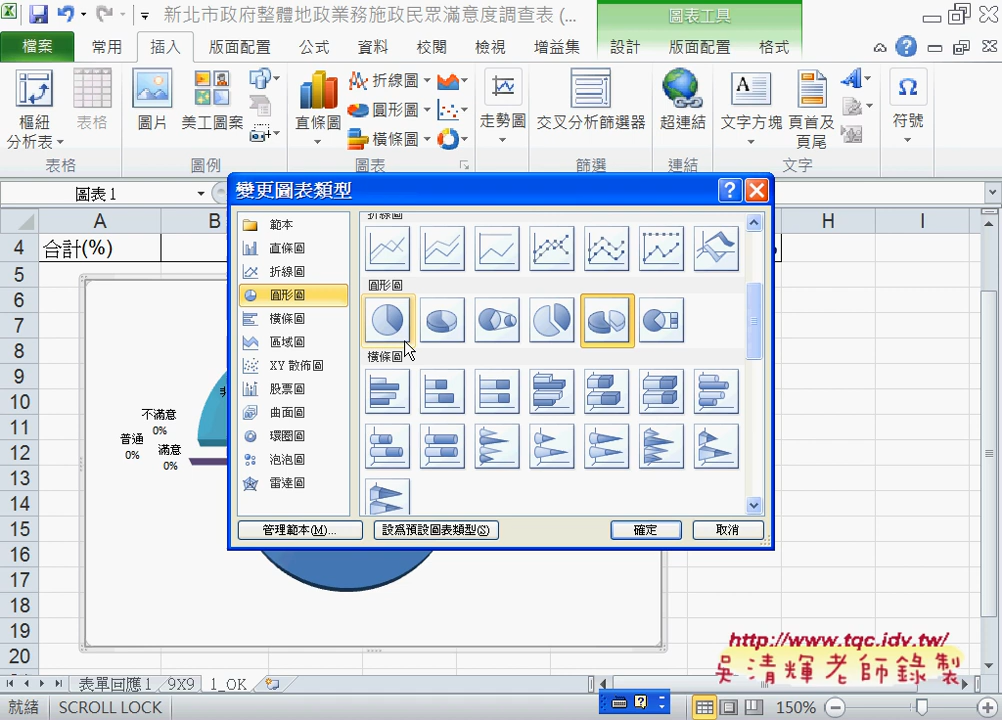 新北市政府整體地政業務施政民眾滿意度調查表 (...
圖表工具
檔案 常用 插入 版面配置 公式 資料 校閱 檢視 增益集 設計 版面配置 格式
樞紐分析表 表格 圖片 美工圖案 直條圖 折線圖 圓形圖 橫條圖 走勢圖 交叉分析篩選器 超連結 文字方塊 頁首及頁尾 符號
表格 圖例 圖表 篩選 連結 文字
圖表 1
A B H I
4 合計(%)
5
6
7
8
9
10
11
12
13
14
15
16
17
18
19
20
不滿意
0%
普通
0%
滿意
0%
變更圖表類型
範本
直條圖
折線圖
圓形圖
橫條圖
區域圖
XY 散佈圖
股票圖
曲面圖
環圈圖
泡泡圖
雷達圖
折線圖
圓形圖
橫條圖
管理範本(M)... 設為預設圖表類型(S) 確定 取消
http://www.tqc.idv.tw/
吳清輝老師錄製
表單回應 1 9X9 1_OK
就緒 SCROLL LOCK 150%